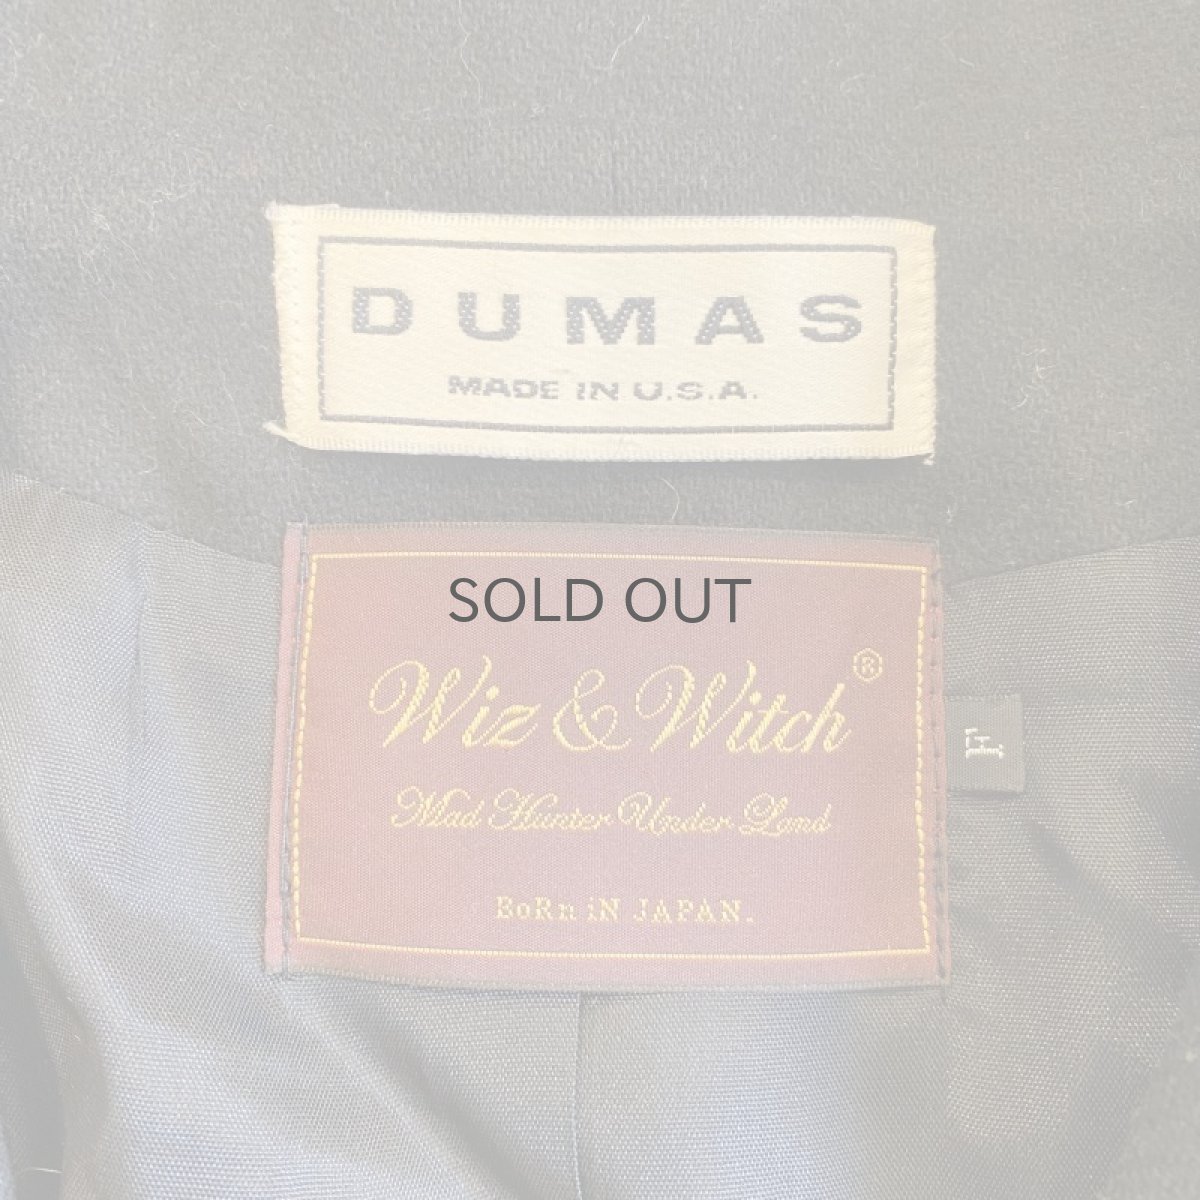 DUMAS
MADE IN U.S.A.
SOLD OUT
Wiz & Witch ®
Mad Hunter Under Land
BoRn iN JAPAN.
F